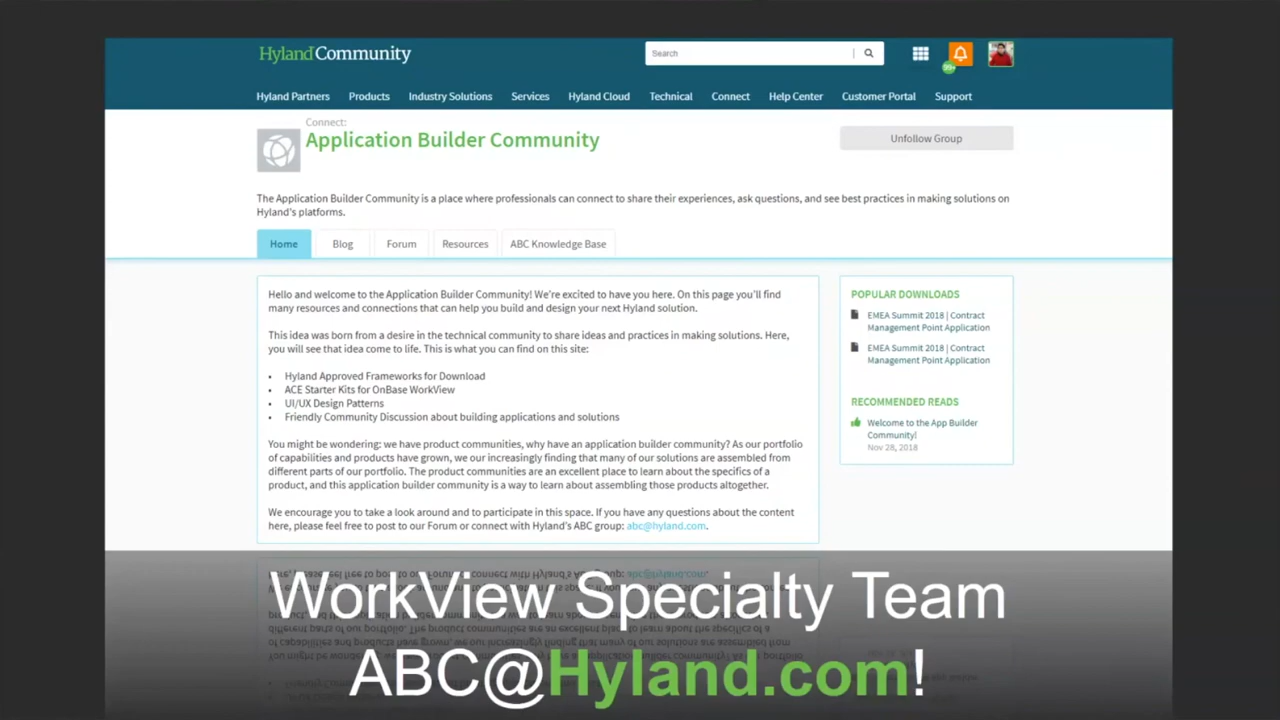 Hyland Community
Search
99+
Hyland Partners Products Industry Solutions Services Hyland Cloud Technical Connect Help Center Customer Portal Support
Connect:
Application Builder Community
Unfollow Group
The Application Builder Community is a place where professionals can connect to share their experiences, ask questions, and see best practices in making solutions on
Hyland's platforms.
Home Blog Forum Resources ABC Knowledge Base
Hello and welcome to the Application Builder Community! We're excited to have you here. On this page you'll find
many resources and connections that can help you build and design your next Hyland solution.
This idea was born from a desire in the technical community to share ideas and practices in making solutions. Here,
you will see that idea come to life. This is what you can find on this site:
• Hyland Approved Frameworks for Download
• ACE Starter Kits for OnBase WorkView
• UI/UX Design Patterns
• Friendly Community Discussion about building applications and solutions
You might be wondering: we have product communities, why have an application builder community? As our portfolio
of capabilities and products have grown, we our increasingly finding that many of our solutions are assembled from
different parts of our portfolio. The product communities are an excellent place to learn about the specifics of a
product, and this application builder community is a way to learn about assembling those products altogether.
We encourage you to take a look around and to participate in this space. If you have any questions about the content
here, please feel free to post to our Forum or connect with Hyland's ABC group: abc@hyland.com.
POPULAR DOWNLOADS
EMEA Summit 2018 | Contract
Management Point Application
EMEA Summit 2018 | Contract
Management Point Application
RECOMMENDED READS
Welcome to the App Builder
Community!
Nov 28, 2018
WorkView Specialty Team
ABC@Hyland.com!